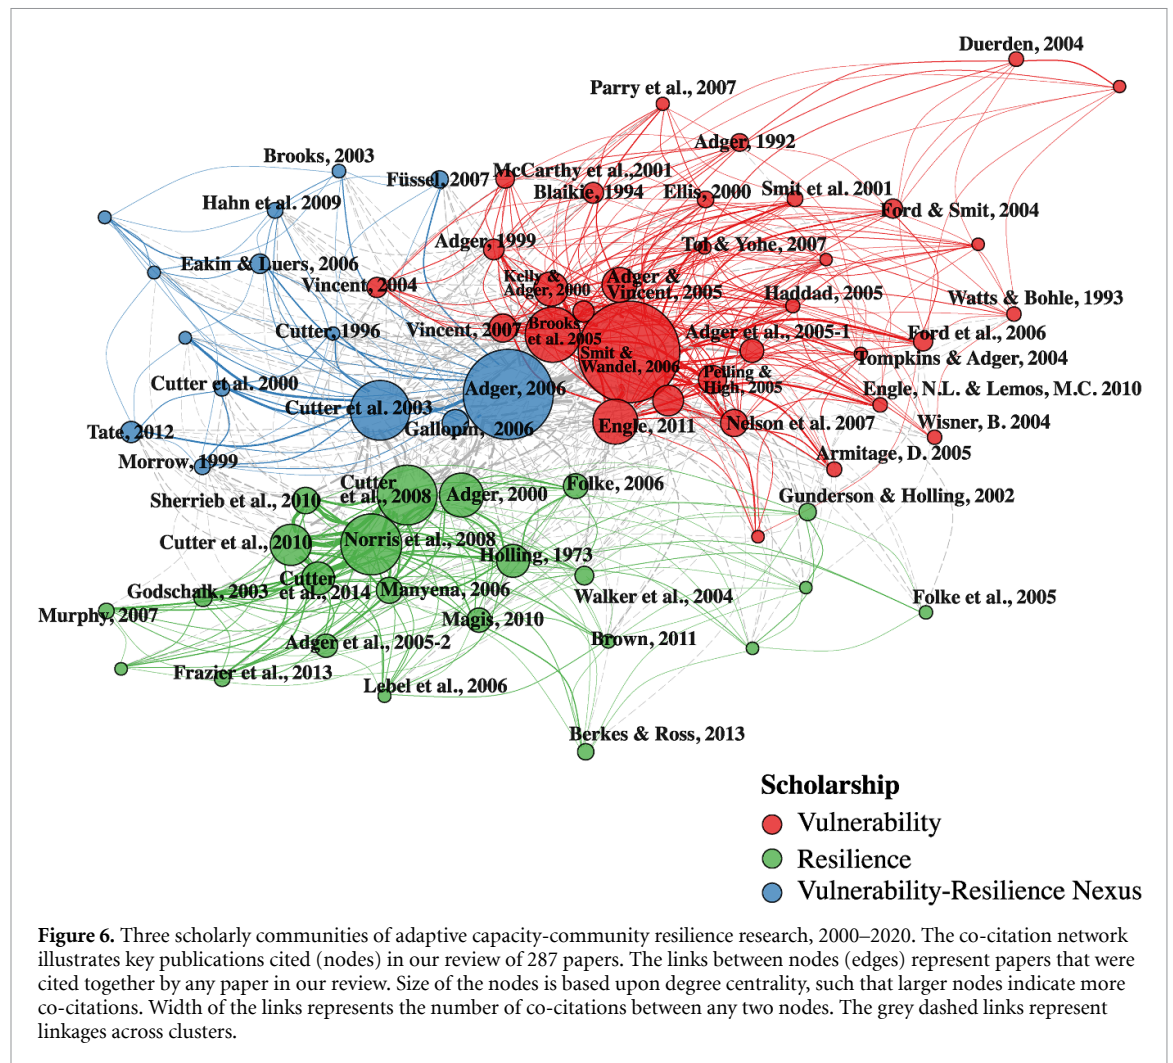 Duerden, 2004
Parry et al., 2007
Adger, 1992
Brooks, 2003
McCarthy et al.,2001
Füssel, 2007
Blaikie, 1994
Ellis, 2000
Smit et al. 2001
Hahn et al. 2009
Ford & Smit, 2004
Adger, 1999
Tol & Yohe, 2007
Eakin & Luers, 2006
Vincent, 2004
Kelly &
Adger, 2000
Adger &
Vincent, 2005
Haddad, 2005
Watts & Bohle, 1993
Cutter, 1996
Vincent, 2007
Brooks
et al. 2005
Adger et al., 2005-1
Ford et al., 2006
Smit &
Wandel, 2006
Tompkins & Adger, 2004
Pelling &
High, 2005
Cutter et al. 2000
Adger, 2006
Engle, N.L. & Lemos, M.C. 2010
Cutter et al. 2003
Gallopín, 2006
Engle, 2011
Nelson et al. 2007
Wisner, B. 2004
Tate, 2012
Morrow, 1999
Armitage, D. 2005
Cutter
et al., 2008
Adger, 2000
Folke, 2006
Gunderson & Holling, 2002
Sherrieb et al., 2010
Cutter et al., 2010
Norris et al., 2008
Holling, 1973
Cutter
et al., 2014
Godschalk, 2003
Manyena, 2006
Walker et al., 2004
Folke et al., 2005
Murphy, 2007
Magis, 2010
Adger et al., 2005-2
Brown, 2011
Frazier et al., 2013
Lebel et al., 2006
Berkes & Ross, 2013
Scholarship
Vulnerability
Resilience
Vulnerability-Resilience Nexus
Figure 6. Three scholarly communities of adaptive capacity-community resilience research, 2000–2020. The co-citation network
illustrates key publications cited (nodes) in our review of 287 papers. The links between nodes (edges) represent papers that were
cited together by any paper in our review. Size of the nodes is based upon degree centrality, such that larger nodes indicate more
co-citations. Width of the links represents the number of co-citations between any two nodes. The grey dashed links represent
linkages across clusters.